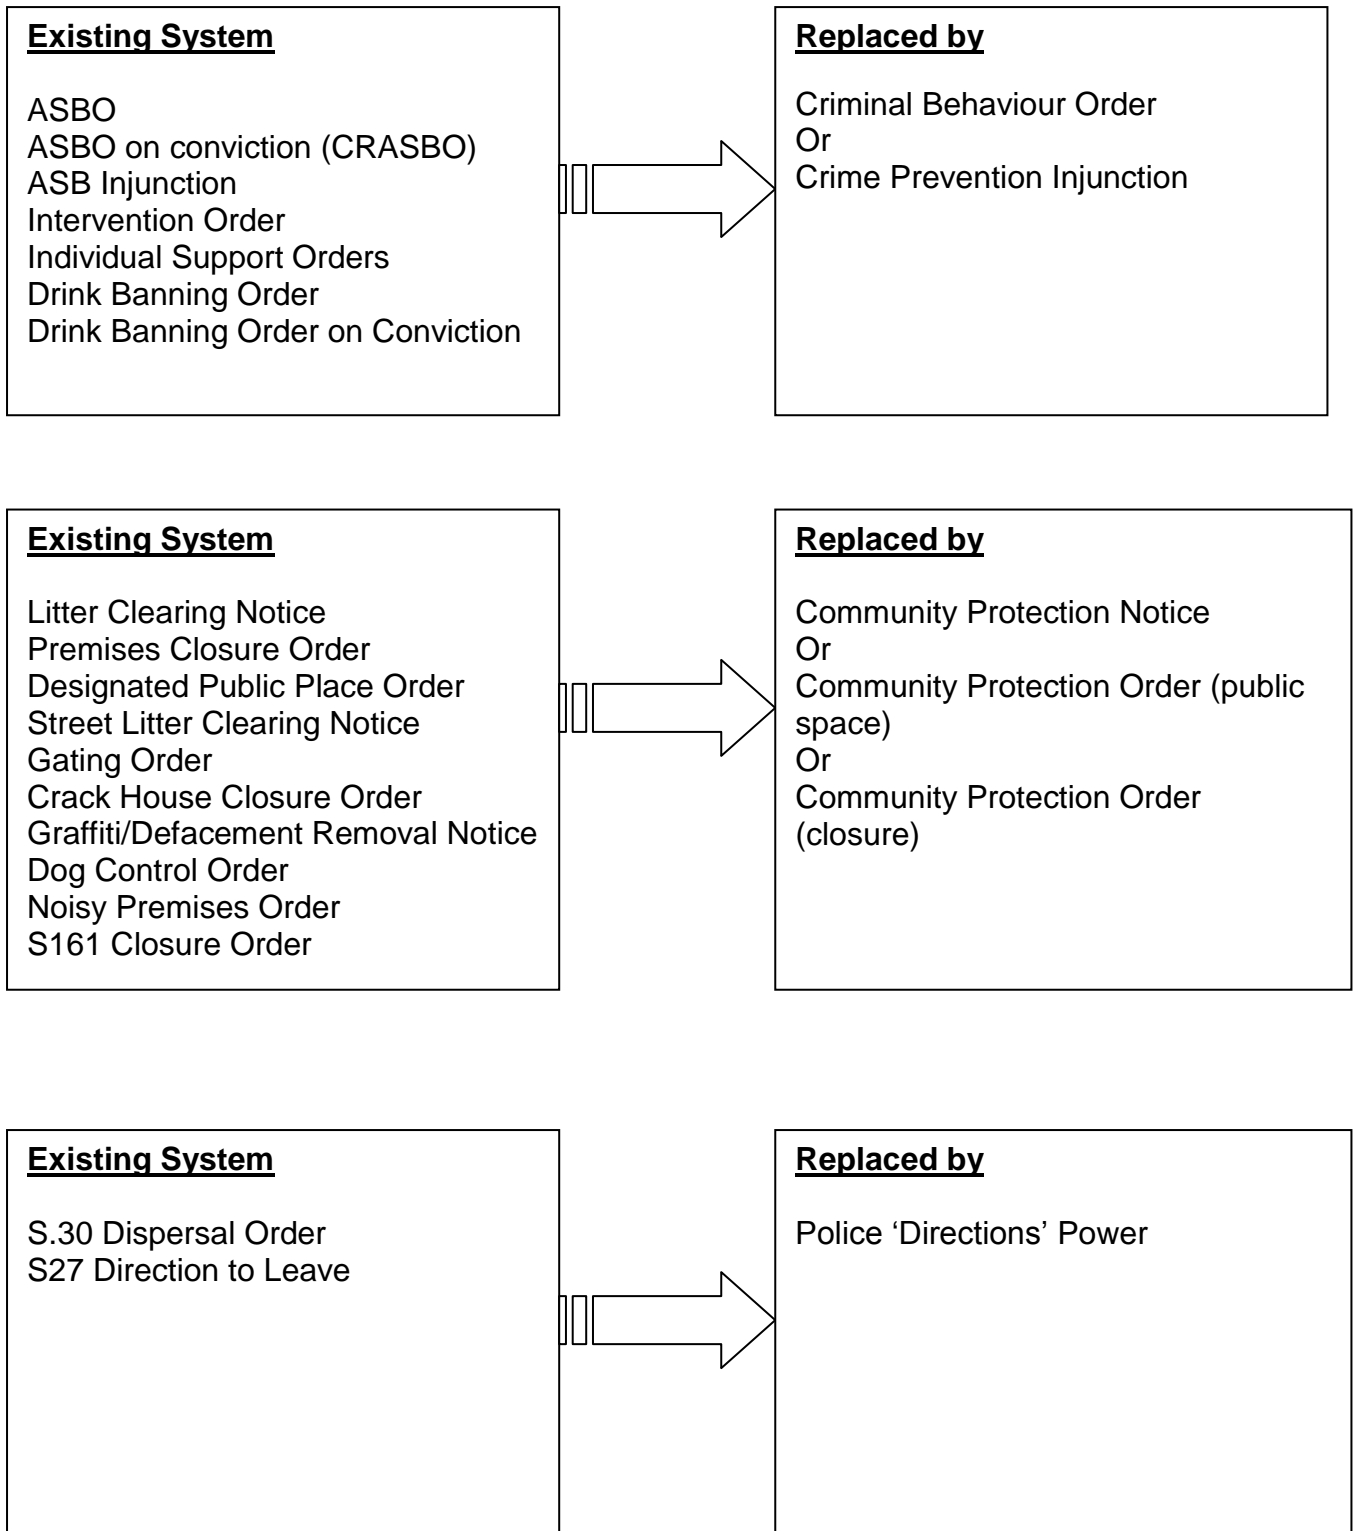 Existing System
ASBO
ASBO on conviction (CRASBO)
ASB Injunction
Intervention Order
Individual Support Orders
Drink Banning Order
Drink Banning Order on Conviction
Replaced by
Criminal Behaviour Order
Or
Crime Prevention Injunction
Existing System
Litter Clearing Notice
Premises Closure Order
Designated Public Place Order
Street Litter Clearing Notice
Gating Order
Crack House Closure Order
Graffiti/Defacement Removal Notice
Dog Control Order
Noisy Premises Order
S161 Closure Order
Replaced by
Community Protection Notice
Or
Community Protection Order (public
space)
Or
Community Protection Order
(closure)
Existing System
S.30 Dispersal Order
S27 Direction to Leave
Replaced by
Police ‘Directions’ Power